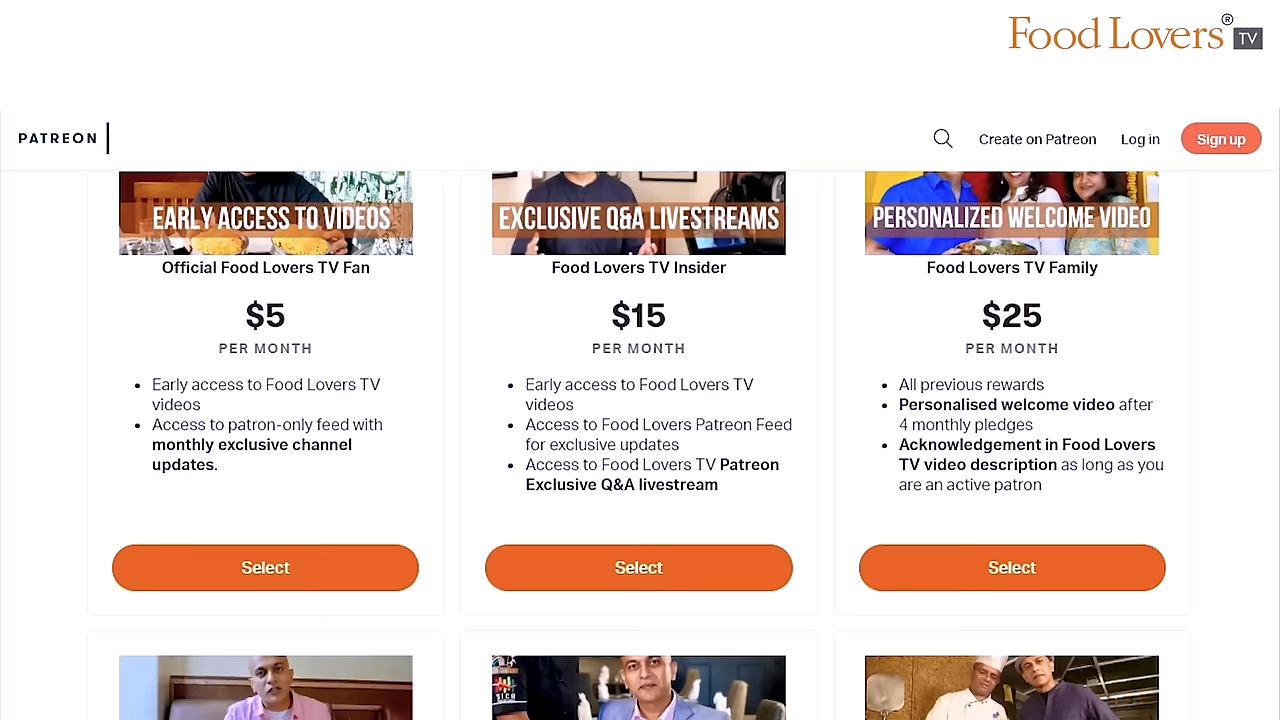 Food Lovers®
TV
PATREON
Create on Patreon
Log in
Sign up
EARLY ACCESS TO VIDEOS
Official Food Lovers TV Fan
$5
PER MONTH
• Early access to Food Lovers TV
videos
• Access to patron-only feed with
monthly exclusive channel
updates.
Select
EXCLUSIVE Q&A LIVESTREAMS
Food Lovers TV Insider
$15
PER MONTH
• Early access to Food Lovers TV
videos
• Access to Food Lovers Patreon Feed
for exclusive updates
• Access to Food Lovers TV Patreon
Exclusive Q&A livestream
Select
PERSONALIZED WELCOME VIDEO
Food Lovers TV Family
$25
PER MONTH
• All previous rewards
• Personalised welcome video after
4 monthly pledges
• Acknowledgement in Food Lovers
TV video description as long as you
are an active patron
Select